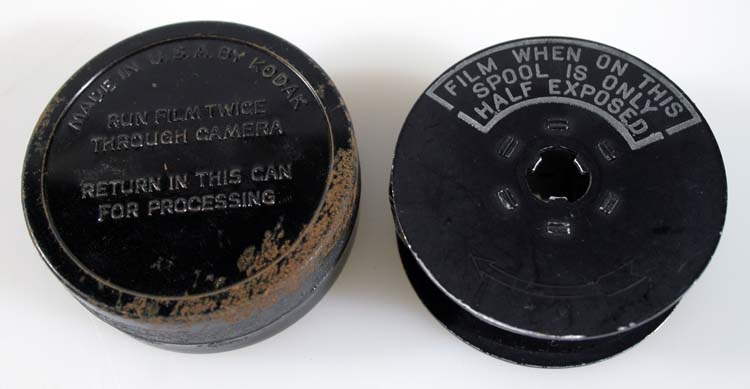 MADE IN U.S.A. BY KODAK
RUN FILM TWICE
THROUGH CAMERA
RETURN IN THIS CAN
FOR PROCESSING
FILM WHEN ON THIS
SPOOL IS ONLY
HALF EXPOSED